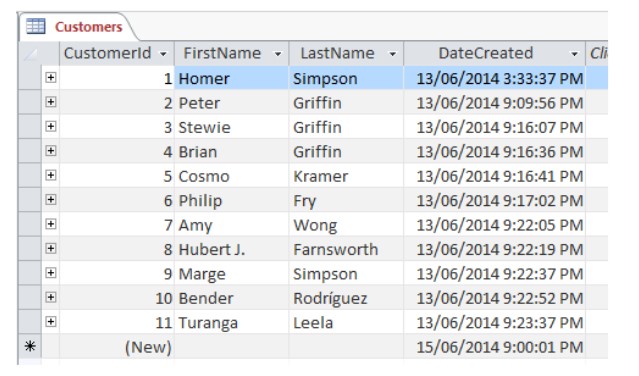 Customers
CustomerId FirstName LastName DateCreated Cli
1 Homer Simpson 13/06/2014 3:33:37 PM
2 Peter Griffin 13/06/2014 9:09:56 PM
3 Stewie Griffin 13/06/2014 9:16:07 PM
4 Brian Griffin 13/06/2014 9:16:36 PM
5 Cosmo Kramer 13/06/2014 9:16:41 PM
6 Philip Fry 13/06/2014 9:17:02 PM
7 Amy Wong 13/06/2014 9:22:05 PM
8 Hubert J. Farnsworth 13/06/2014 9:22:19 PM
9 Marge Simpson 13/06/2014 9:22:37 PM
10 Bender Rodríguez 13/06/2014 9:22:52 PM
11 Turanga Leela 13/06/2014 9:23:37 PM
(New) 15/06/2014 9:00:01 PM